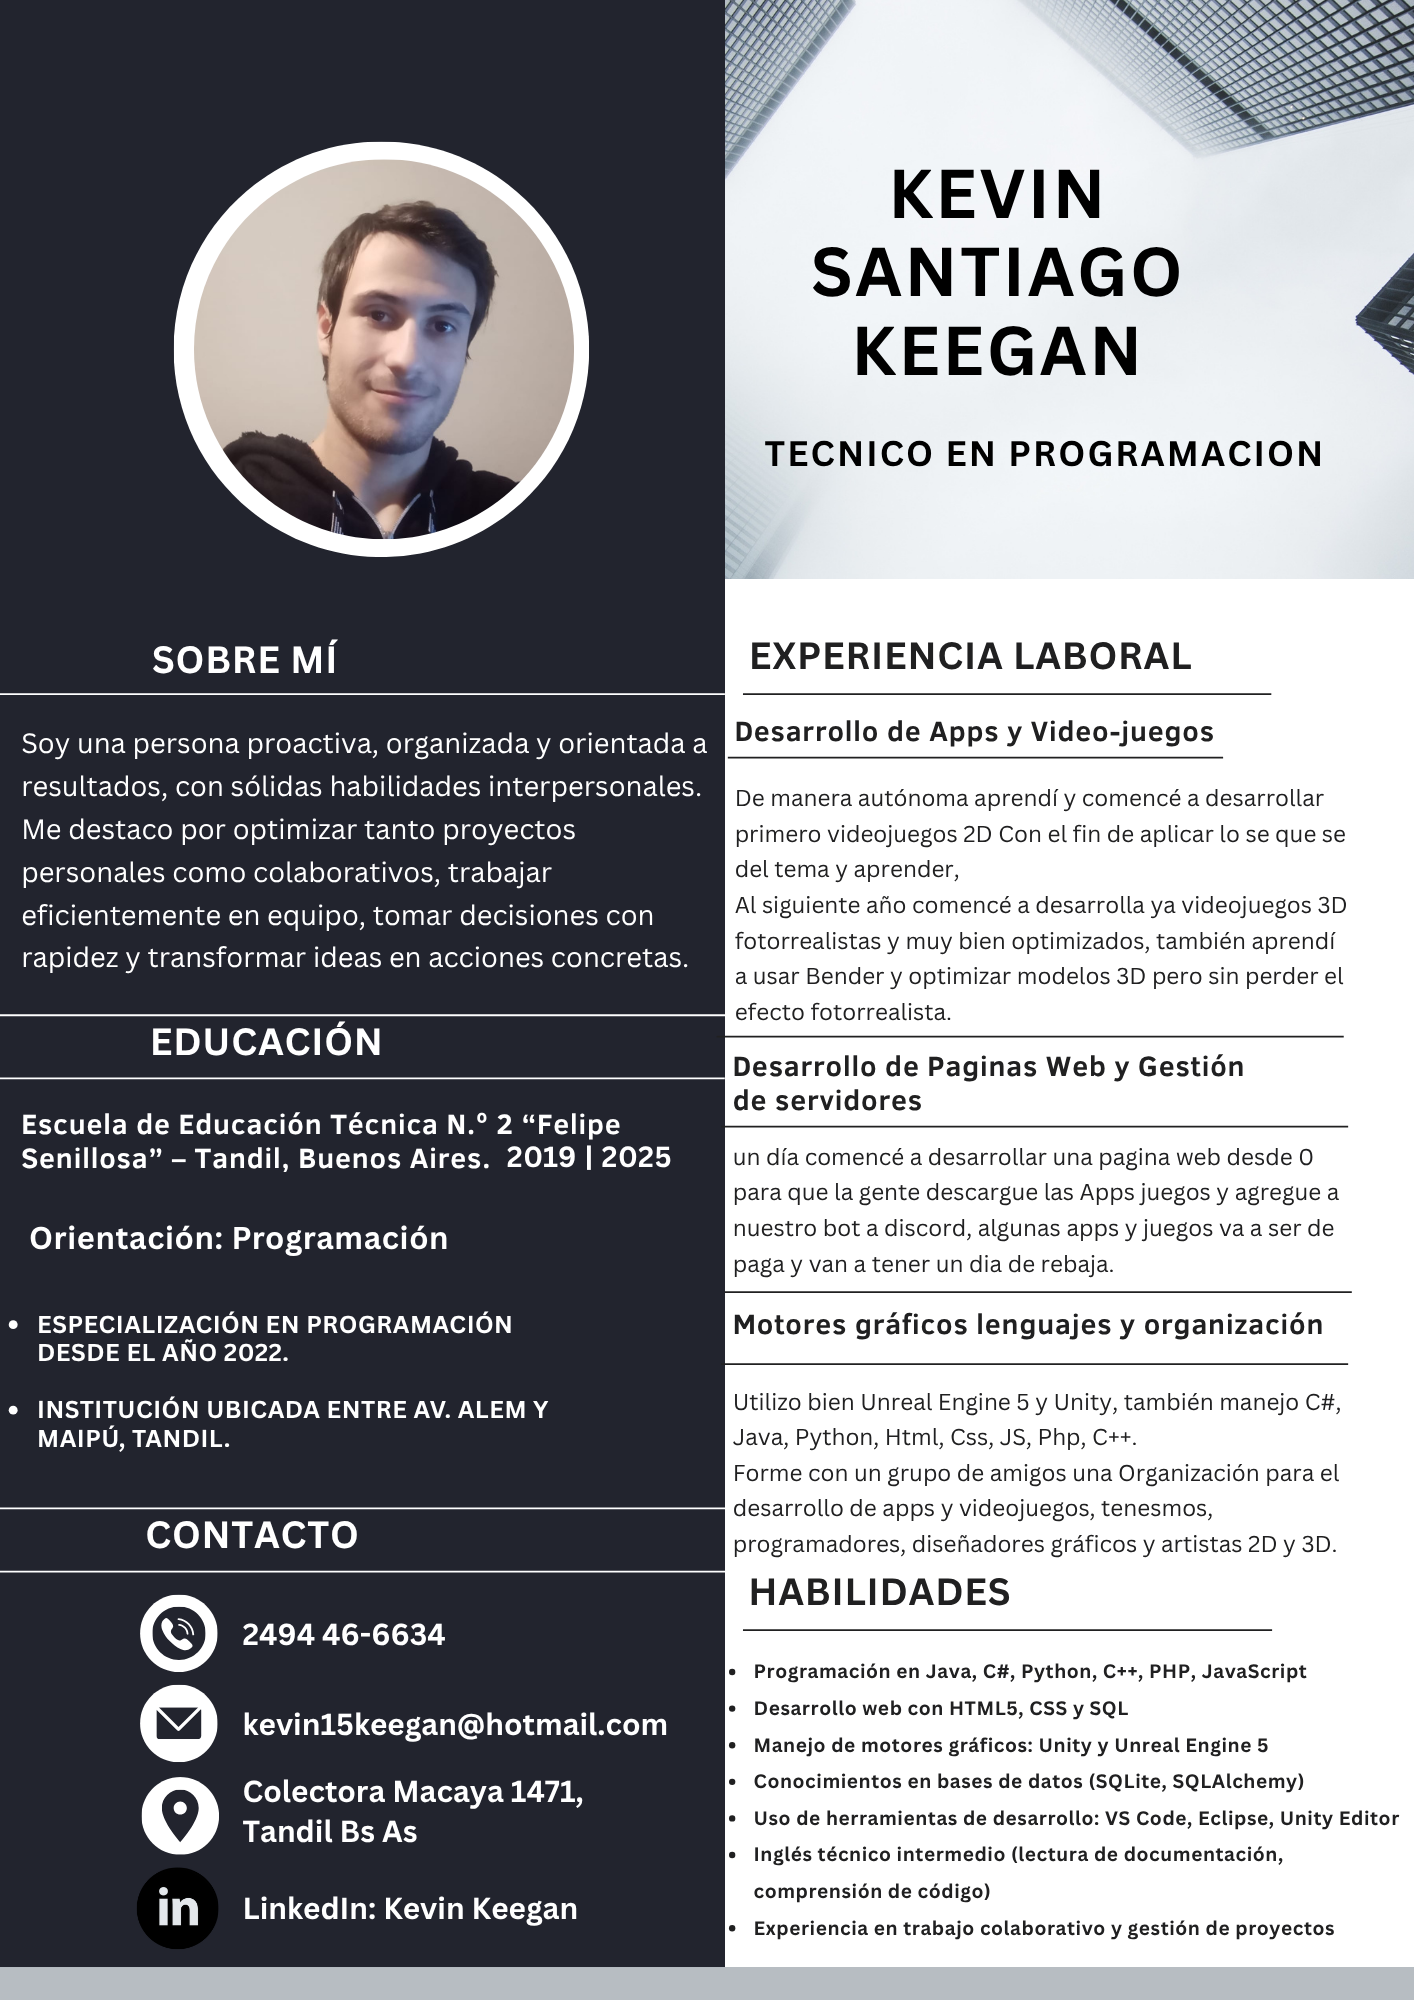 KEVIN
SANTIAGO
KEEGAN
TECNICO EN PROGRAMACION
SOBRE MÍ
Soy una persona proactiva, organizada y orientada a
resultados, con sólidas habilidades interpersonales.
Me destaco por optimizar tanto proyectos
personales como colaborativos, trabajar
eficientemente en equipo, tomar decisiones con
rapidez y transformar ideas en acciones concretas.
EDUCACIÓN
Escuela de Educación Técnica N.º 2 “Felipe
Senillosa” – Tandil, Buenos Aires. 2019 | 2025
Orientación: Programación
• ESPECIALIZACIÓN EN PROGRAMACIÓN
DESDE EL AÑO 2022.
• INSTITUCIÓN UBICADA ENTRE AV. ALEM Y
MAIPÚ, TANDIL.
CONTACTO
2494 46-6634
kevin15keegan@hotmail.com
Colectora Macaya 1471,
Tandil Bs As
in
LinkedIn: Kevin Keegan
EXPERIENCIA LABORAL
Desarrollo de Apps y Video-juegos
De manera autónoma aprendí y comencé a desarrollar
primero videojuegos 2D Con el fin de aplicar lo se que se
del tema y aprender,
Al siguiente año comencé a desarrolla ya videojuegos 3D
fotorrealistas y muy bien optimizados, también aprendí
a usar Bender y optimizar modelos 3D pero sin perder el
efecto fotorrealista.
Desarrollo de Paginas Web y Gestión
de servidores
un día comencé a desarrollar una pagina web desde 0
para que la gente descargue las Apps juegos y agregue a
nuestro bot a discord, algunas apps y juegos va a ser de
paga y van a tener un dia de rebaja.
Motores gráficos lenguajes y organización
Utilizo bien Unreal Engine 5 y Unity, también manejo C#,
Java, Python, Html, Css, JS, Php, C++.
Forme con un grupo de amigos una Organización para el
desarrollo de apps y videojuegos, tenesmos,
programadores, diseñadores gráficos y artistas 2D y 3D.
HABILIDADES
• Programación en Java, C#, Python, C++, PHP, JavaScript
• Desarrollo web con HTML5, CSS y SQL
• Manejo de motores gráficos: Unity y Unreal Engine 5
• Conocimientos en bases de datos (SQLite, SQLAlchemy)
• Uso de herramientas de desarrollo: VS Code, Eclipse, Unity Editor
• Inglés técnico intermedio (lectura de documentación,
comprensión de código)
• Experiencia en trabajo colaborativo y gestión de proyectos